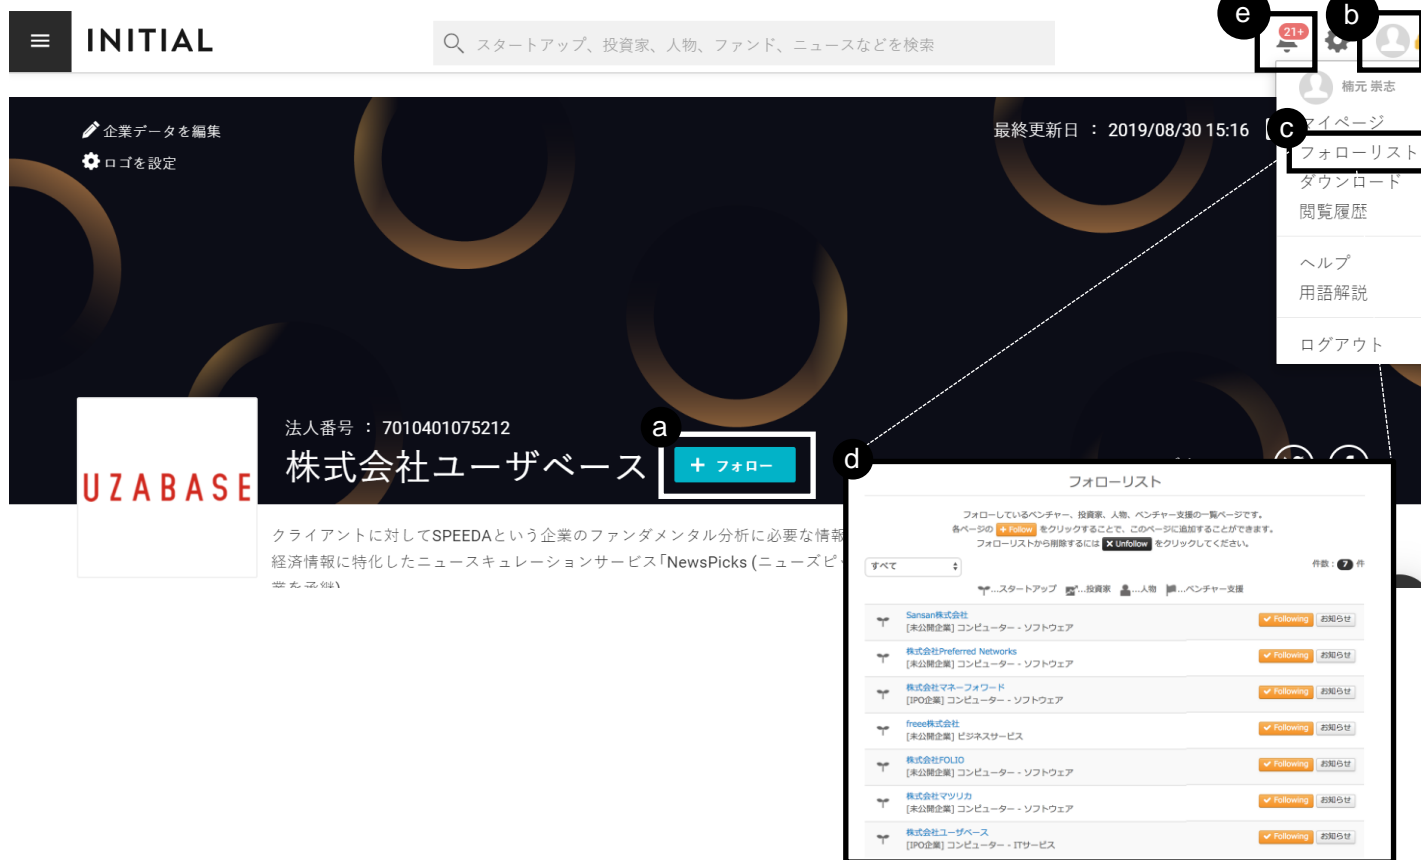 e
b
INITIAL
スタートアップ、投資家、人物、ファンド、ニュースなどを検索
21+
楠元 崇志
マイページ
c
フォローリスト
ダウンロード
閲覧履歴
ヘルプ
用語解説
ログアウト
企業データを編集
ロゴを設定
最終更新日 : 2019/08/30 15:16
UZABASE
法人番号 : 7010401075212
株式会社ユーザベース
a
+ フォロー
クライアントに対してSPEEDAという企業のファンダメンタル分析に必要な情報
経済情報に特化したニュースキュレーションサービス「NewsPicks (ニューズピッ
業を承継)
d
フォローリスト
フォローしているベンチャー、投資家、人物、ベンチャー支援の一覧ページです。
各ページの + Follow をクリックすることで、このページに追加することができます。
フォローリストから削除するには ✕ Unfollow をクリックしてください。
すべて
件数 : 7 件
…スタートアップ …投資家 …人物 …ベンチャー支援
Sansan株式会社
[未公開企業] コンピューター - ソフトウェア
✓ Following お知らせ
株式会社Preferred Networks
[未公開企業] コンピューター - ソフトウェア
✓ Following お知らせ
株式会社マネーフォワード
[IPO企業] コンピューター - ソフトウェア
✓ Following お知らせ
freee株式会社
[未公開企業] ビジネスサービス
✓ Following お知らせ
株式会社FOLIO
[未公開企業] コンピューター - ソフトウェア
✓ Following お知らせ
株式会社マツリカ
[未公開企業] コンピューター - ソフトウェア
✓ Following お知らせ
株式会社ユーザベース
[IPO企業] コンピューター - ITサービス
✓ Following お知らせ